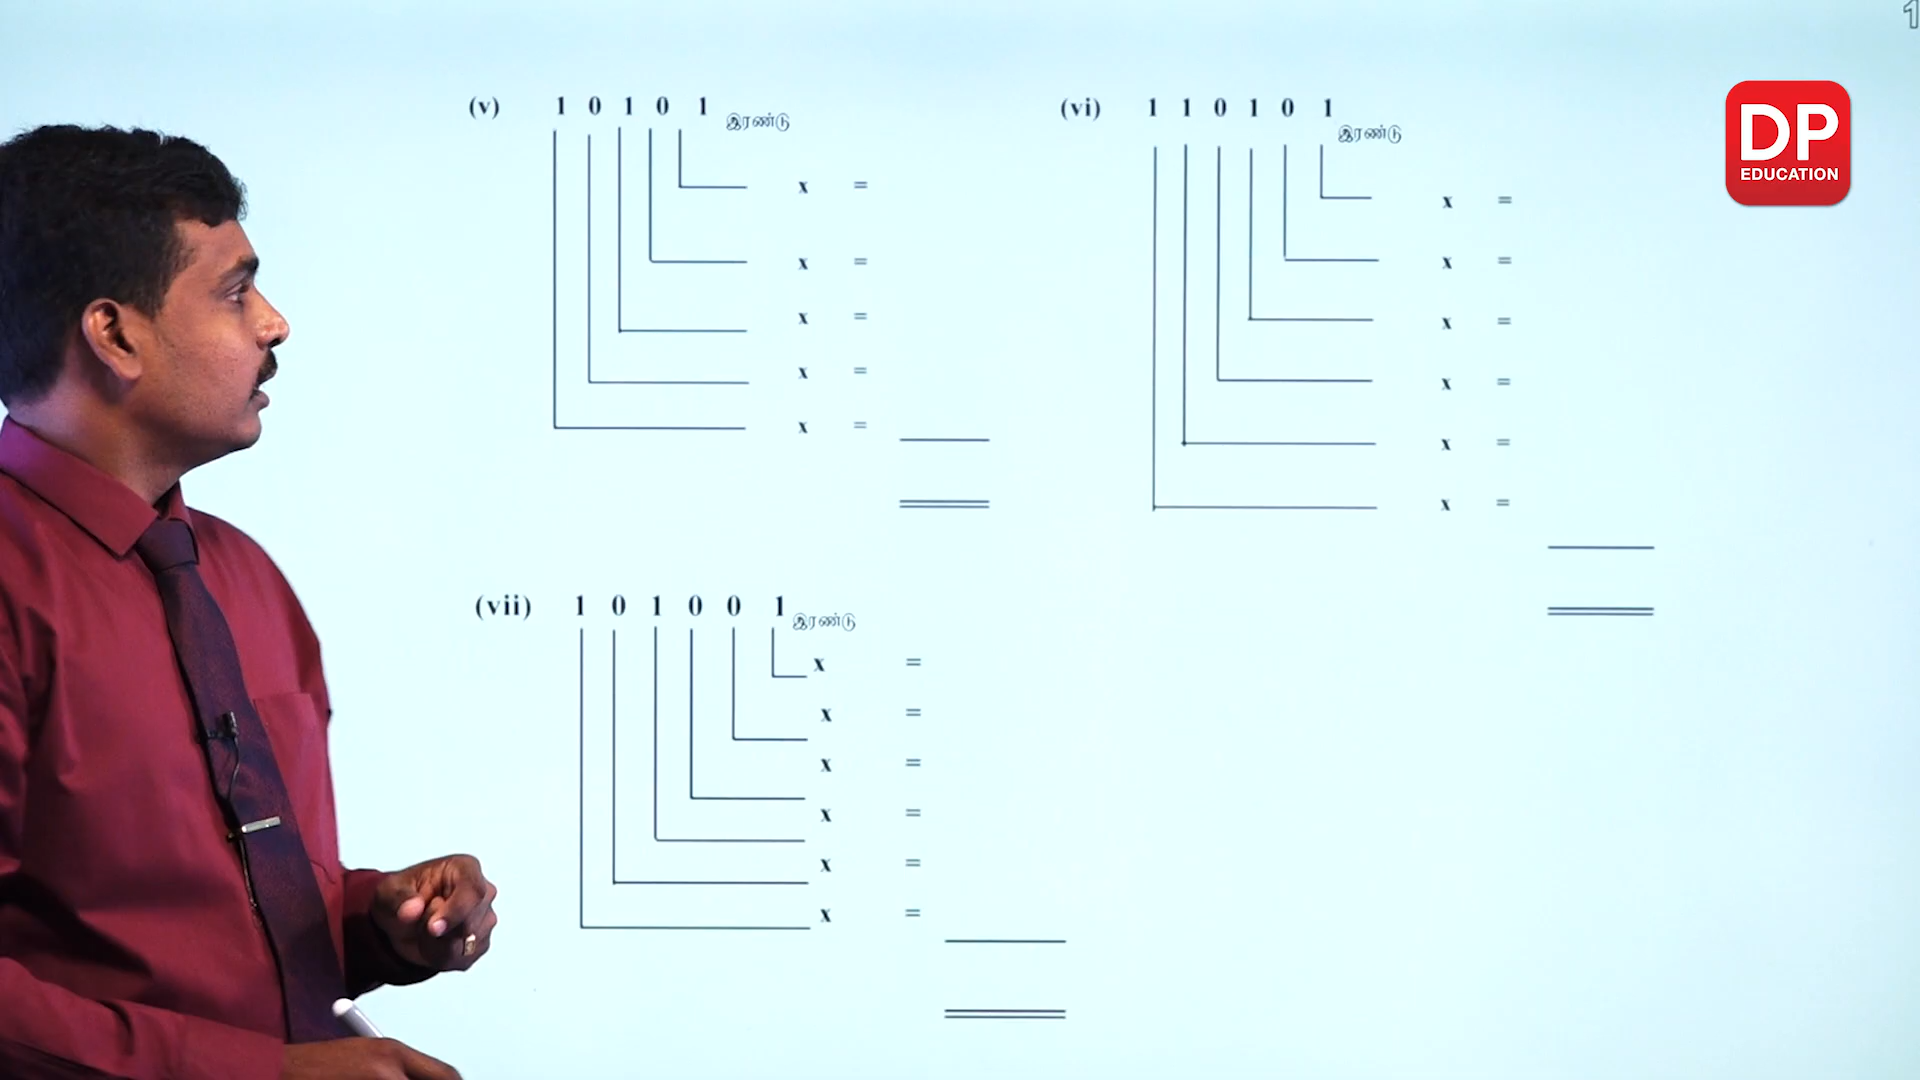 1
DP
EDUCATION
(v) 1 0 1 0 1 இரண்டு
x =
x =
x =
x =
x =
(vi) 1 1 0 1 0 1 இரண்டு
x =
x =
x =
x =
x =
x =
(vii) 1 0 1 0 0 1 இரண்டு
x =
x =
x =
x =
x =
x =